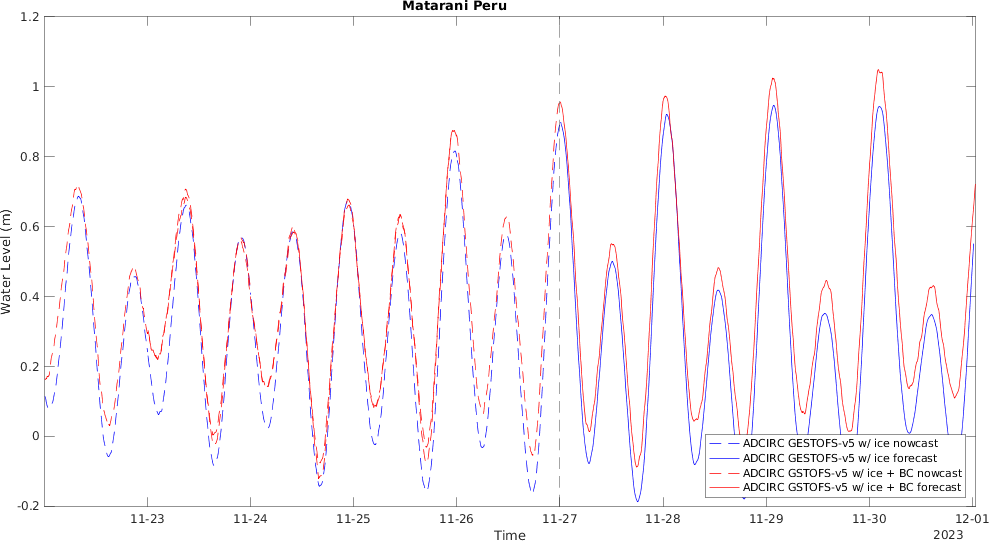 Matarani Peru
1.2
1
0.8
0.6
0.4
0.2
0
-0.2
Water Level (m)
ADCIRC GESTOFS-v5 w/ ice nowcast
ADCIRC GESTOFS-v5 w/ ice forecast
ADCIRC GSTOFS-v5 w/ ice + BC nowcast
ADCIRC GSTOFS-v5 w/ ice + BC forecast
11-23 11-24 11-25 11-26 11-27 11-28 11-29 11-30 12-01
Time
2023